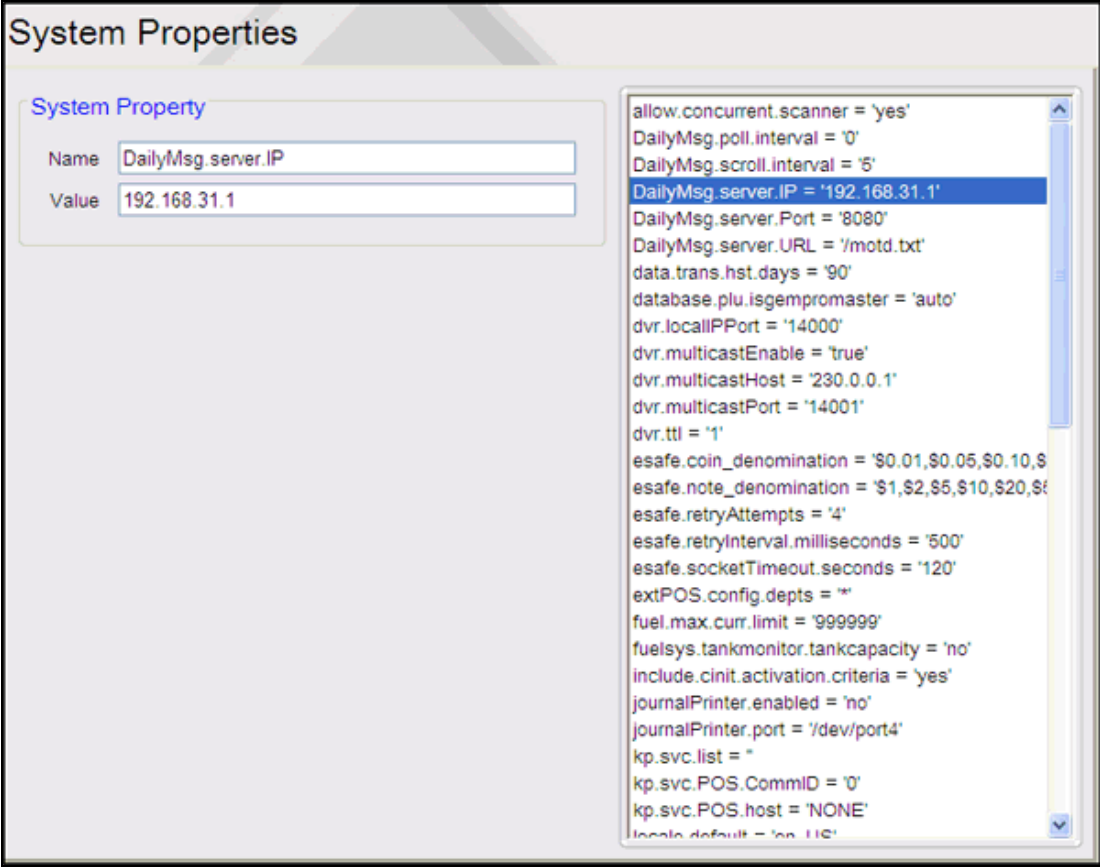 System Properties
System Property
Name DailyMsg.server.IP
Value 192.168.31.1
allow.concurrent.scanner = 'yes'
DailyMsg.poll.interval = '0'
DailyMsg.scroll.interval = '5'
DailyMsg.server.IP = '192.168.31.1'
DailyMsg.server.Port = '8080'
DailyMsg.server.URL = '/motd.txt'
data.trans.hst.days = '90'
database.plu.isgempromaster = 'auto'
dvr.localIPPort = '14000'
dvr.multicastEnable = 'true'
dvr.multicastHost = '230.0.0.1'
dvr.multicastPort = '14001'
dvr.ttl = '1'
esafe.coin_denomination = '$0.01,$0.05,$0.10,$
esafe.note_denomination = '$1,$2,$5,$10,$20,$5
esafe.retryAttempts = '4'
esafe.retryInterval.milliseconds = '500'
esafe.socketTimeout.seconds = '120'
extPOS.config.depts = '*'
fuel.max.curr.limit = '999999'
fuelsys.tankmonitor.tankcapacity = 'no'
include.cinit.activation.criteria = 'yes'
journalPrinter.enabled = 'no'
journalPrinter.port = '/dev/port4'
kp.svc.list = ''
kp.svc.POS.CommID = '0'
kp.svc.POS.host = 'NONE'
locale.default = 'en_US'